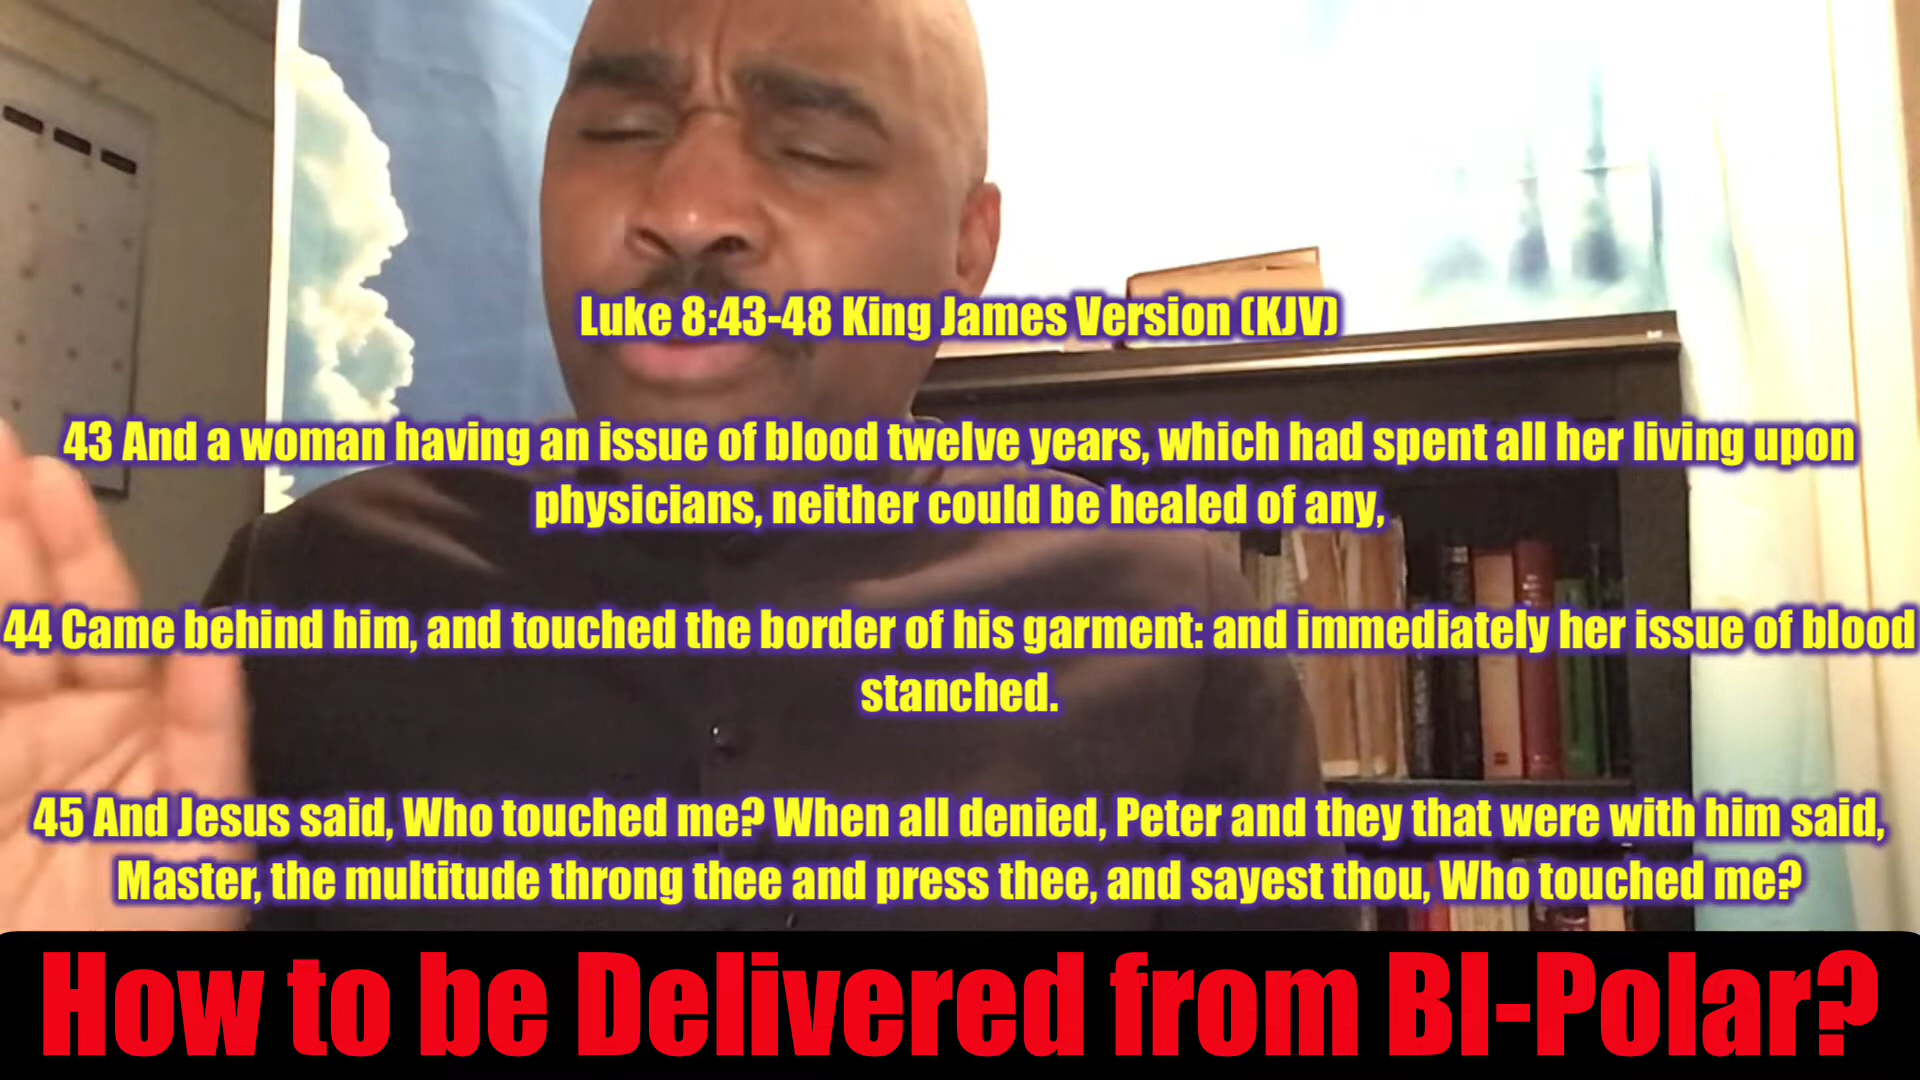 Luke 8:43-48 King James Version (KJV)
43 And a woman having an issue of blood twelve years, which had spent all her living upon
physicians, neither could be healed of any,
44 Came behind him, and touched the border of his garment: and immediately her issue of blood
stanched.
45 And Jesus said, Who touched me? When all denied, Peter and they that were with him said,
Master, the multitude throng thee and press thee, and sayest thou, Who touched me?
How to be Delivered from BI-Polar?